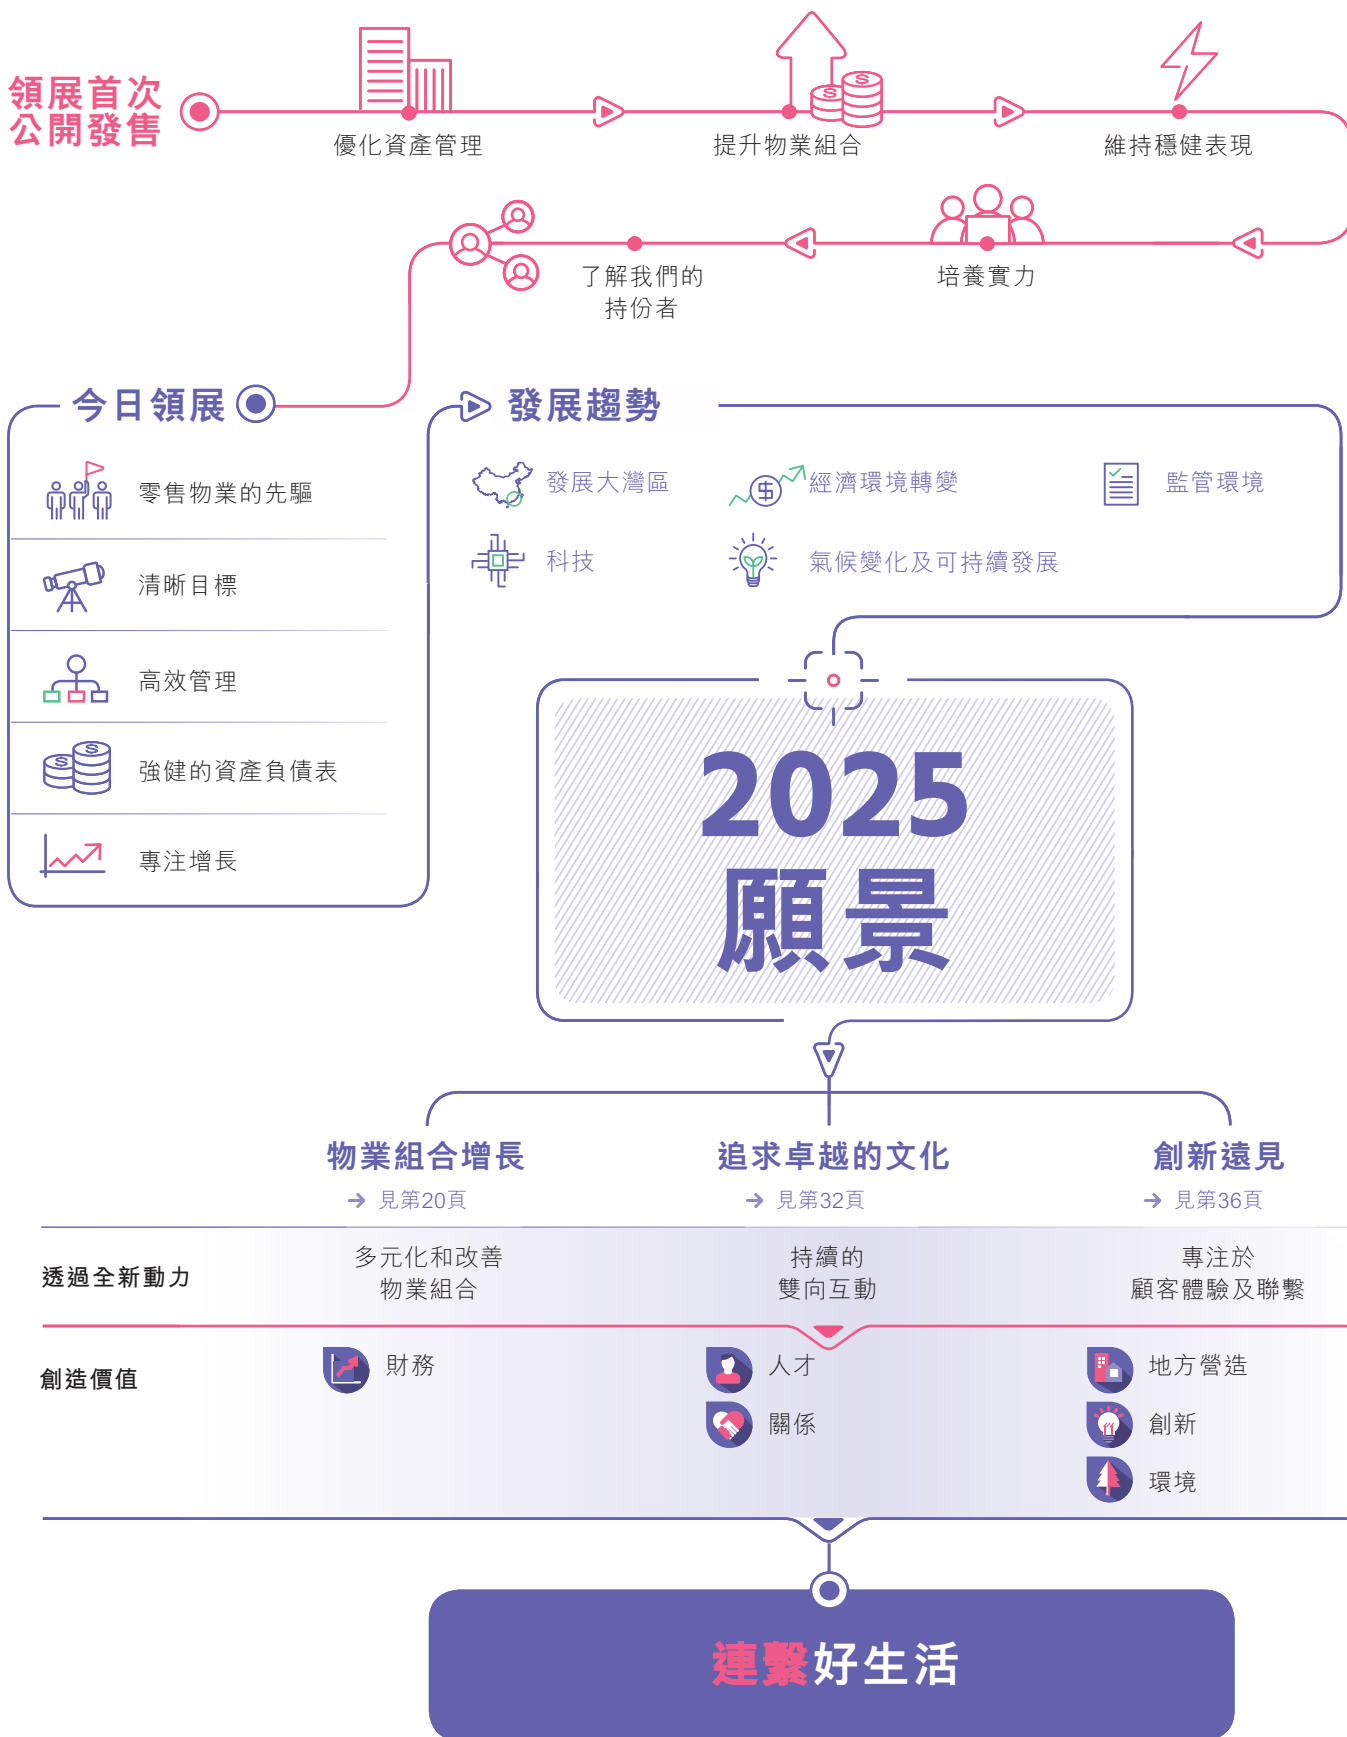 領展首次
公開發售
優化資產管理
提升物業組合
維持穩健表現
了解我們的
持份者
培養實力
今日領展
零售物業的先驅
清晰目標
高效管理
強健的資產負債表
專注增長
發展趨勢
發展大灣區
經濟環境轉變
監管環境
科技
氣候變化及可持續發展
2025
願景
物業組合增長
追求卓越的文化
創新遠見
→ 見第20頁
→ 見第32頁
→ 見第36頁
透過全新動力
多元化和改善
物業組合
持續的
雙向互動
專注於
顧客體驗及聯繫
創造價值
財務
人才
關係
地方營造
創新
環境
連繫好生活